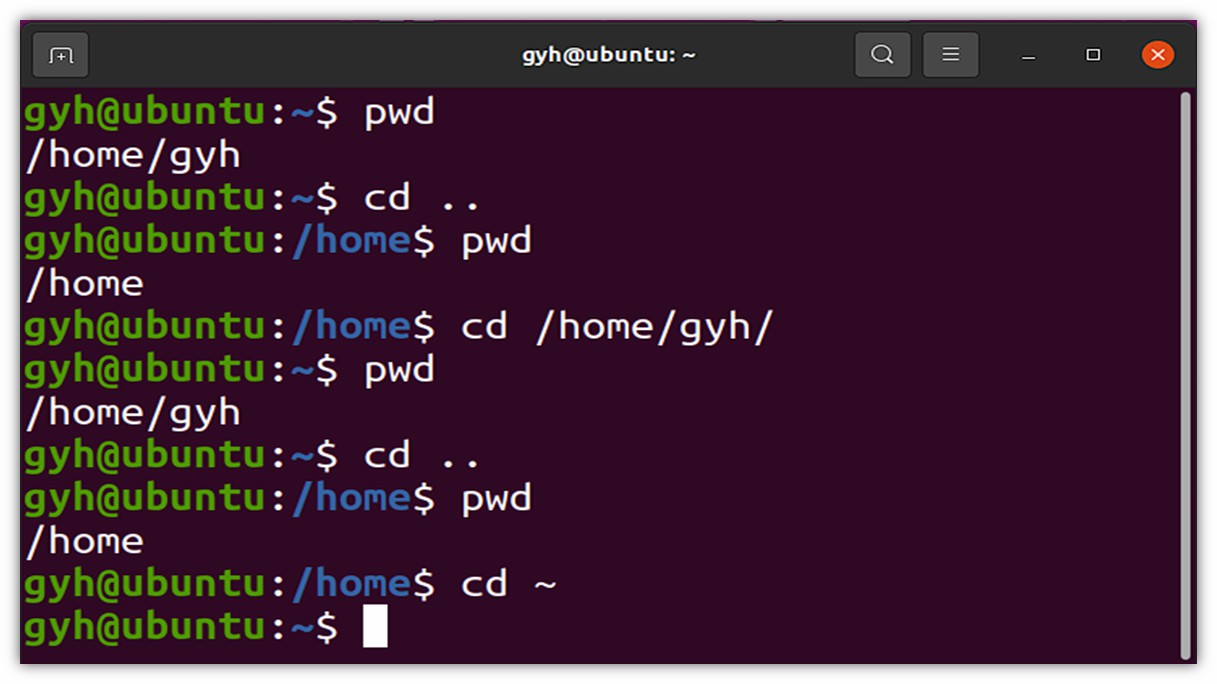 gyh@ubuntu: ~
gyh@ubuntu:~$ pwd
/home/gyh
gyh@ubuntu:~$ cd ..
gyh@ubuntu:/home$ pwd
/home
gyh@ubuntu:/home$ cd /home/gyh/
gyh@ubuntu:~$ pwd
/home/gyh
gyh@ubuntu:~$ cd ..
gyh@ubuntu:/home$ pwd
/home
gyh@ubuntu:/home$ cd ~
gyh@ubuntu:~$